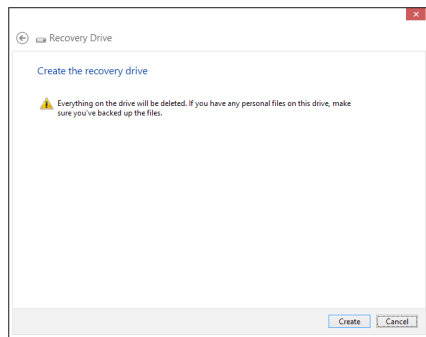 Recovery Drive
Create the recovery drive
Everything on the drive will be deleted. If you have any personal files on this drive, make
sure you've backed up the files.
Create Cancel